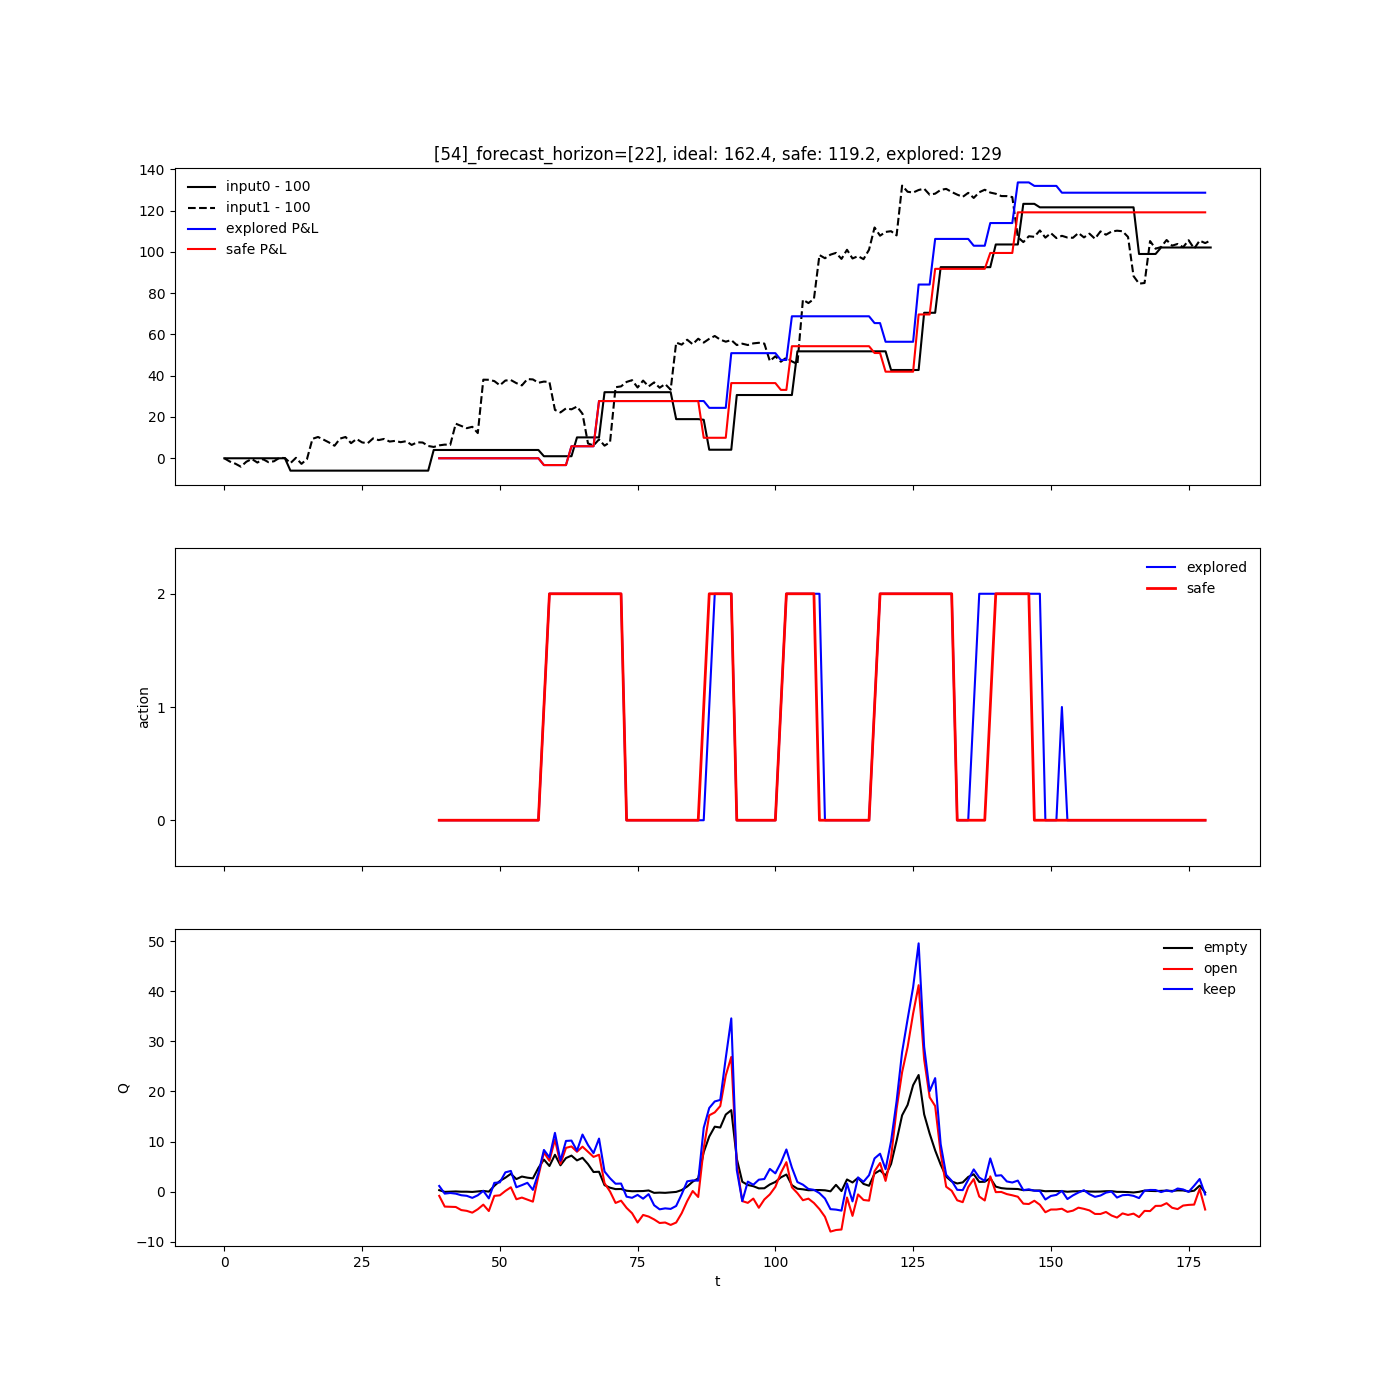 [54]_forecast_horizon=[22], ideal: 162.4, safe: 119.2, explored: 129
140
120
100
80
60
40
20
0
input0 - 100
input1 - 100
explored P&L
safe P&L
action
2
1
0
explored
safe
Q
50
40
30
20
10
0
−10
empty
open
keep
0 25 50 75 100 125 150 175
t